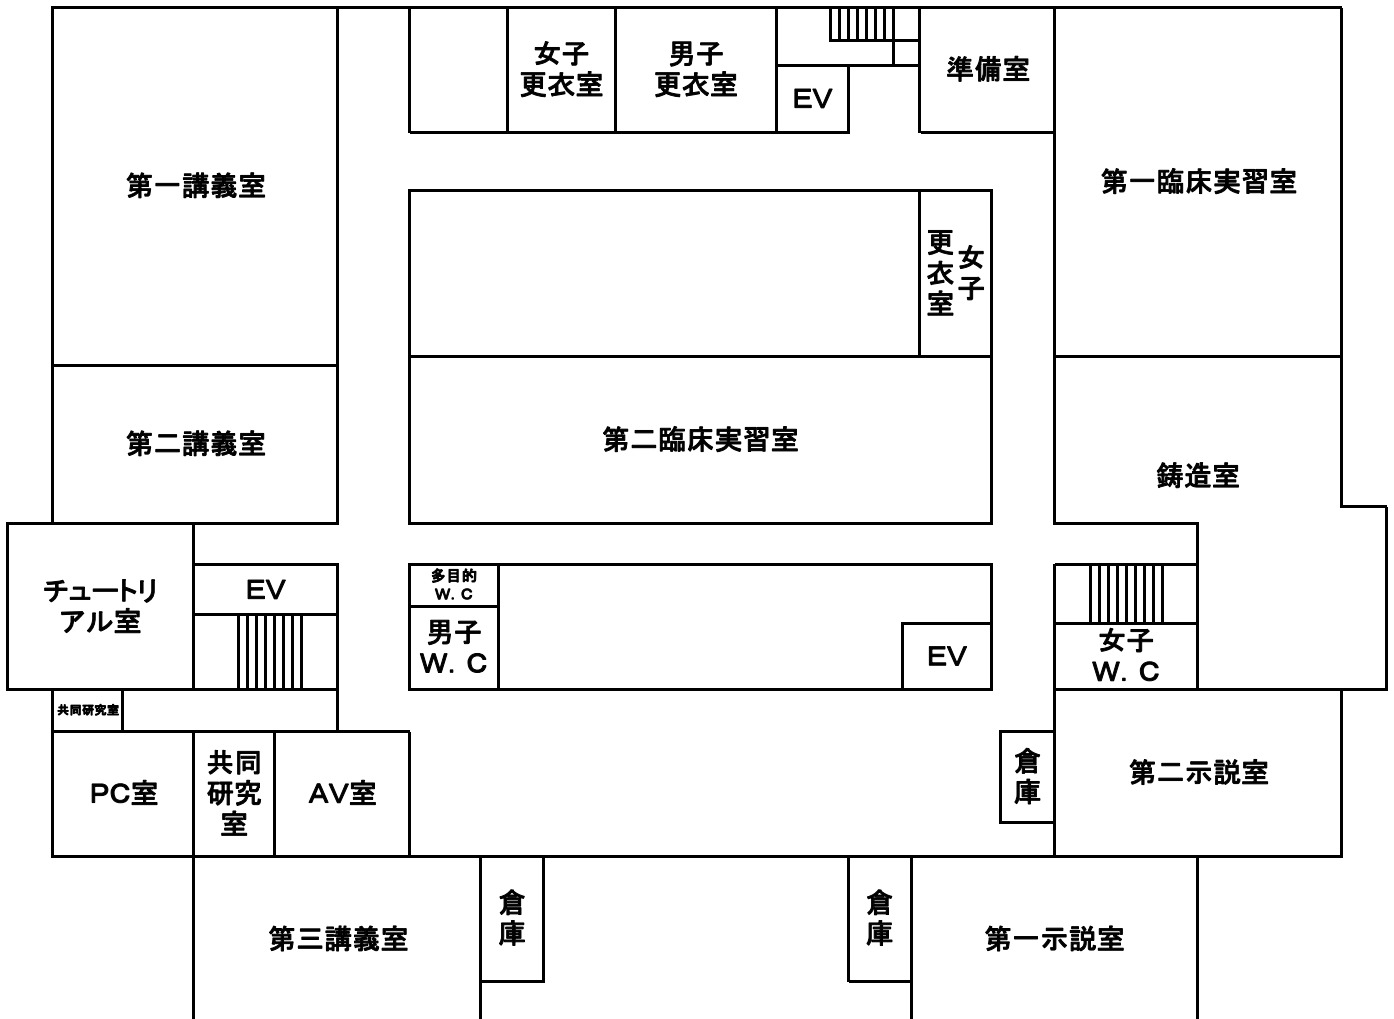 女子
更衣室
男子
更衣室
EV
準備室
第一講義室
第一臨床実習室
女子
更衣室
第二講義室
第二臨床実習室
鋳造室
チュートリ
アル室
EV
多目的
W.C
男子
W.C
EV
女子
W.C
共同研究室
PC室
共同
研究
室
AV室
倉
庫
第二示説室
第三講義室
倉
庫
倉
庫
第一示説室